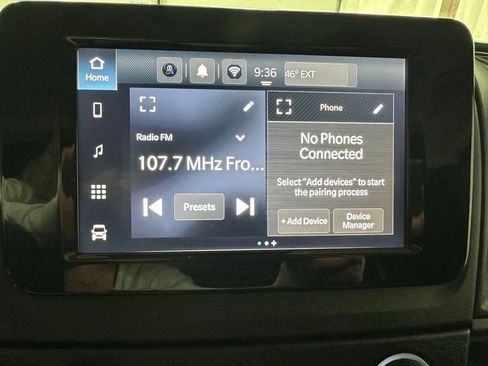 Home
9:36
46° EXT
Radio FM
107.7 MHz Fro...
Presets
Phone
No Phones
Connected
Select "Add devices" to start
the pairing process
+Add Device
Device
Manager